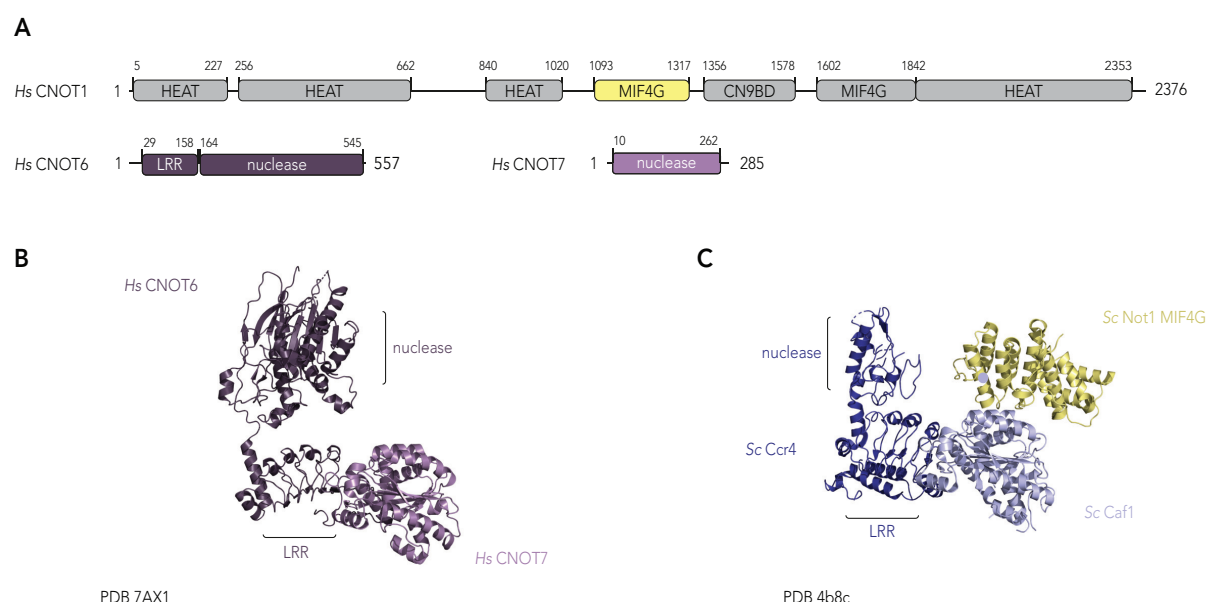 A
5 227 256 662 840 1020 1093 1317 1356 1578 1602 1842 2353
Hs CNOT1 1 HEAT HEAT HEAT MIF4G CN9BD MIF4G HEAT 2376
29 158 164 545 10 262
Hs CNOT6 1 LRR nuclease 557 Hs CNOT7 1 nuclease 285
B
Hs CNOT6
nuclease
LRR
Hs CNOT7
PDB 7AX1
C
Sc Not1 MIF4G
nuclease
Sc Ccr4
Sc Caf1
LRR
PDB 4b8c